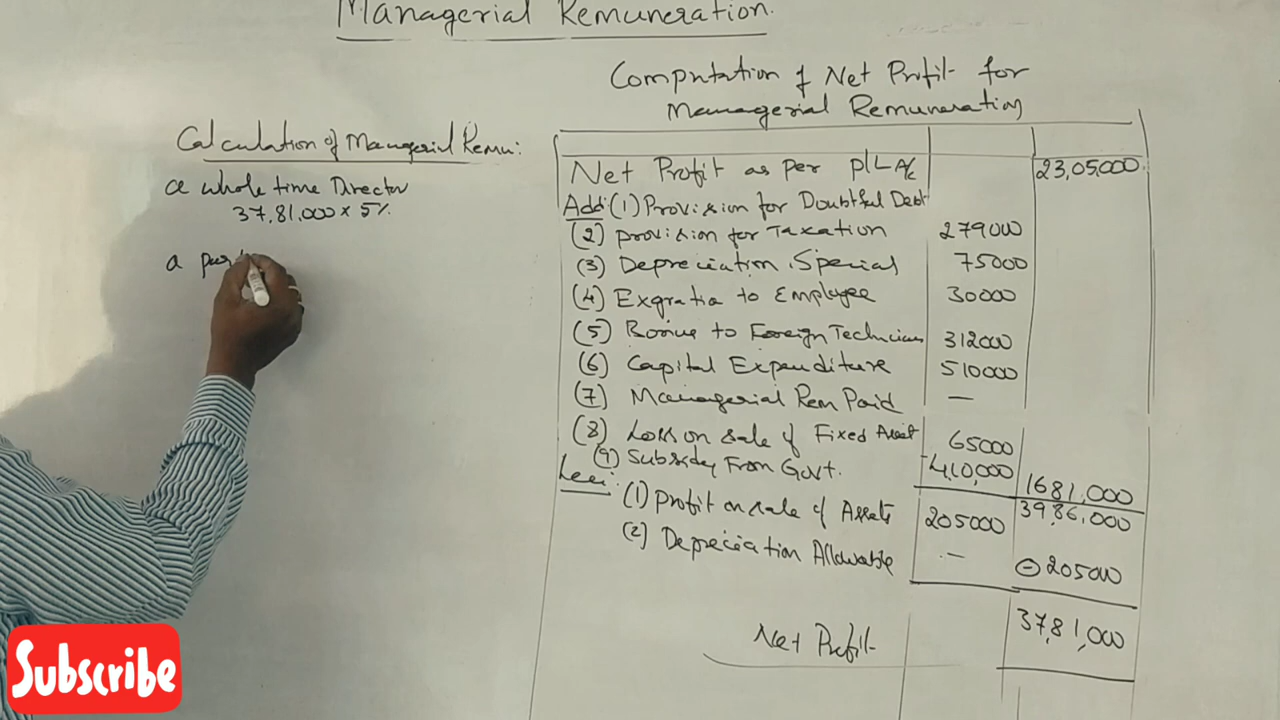 Managerial Remuneration.
Computation of Net Profit for
Managerial Remuneration
Calculation of Managerial Remu:
a whole time Director
37,81,000 x 5%
a par
Net Profit as per P/L A/c 23,05,000
Add: (1) Provision for Doubtful Debt
(2) Provision for Taxation 279000
(3) Depreciation Special 75000
(4) Exgratia to Employee 30000
(5) Bonus to Foreign Technicians 312000
(6) Capital Expenditure 510000
(7) Managerial Rem Paid —
(8) Loss on sale of Fixed Asset 65000
(9) Subsidy From Govt. 410,000 1681,000
Less: 39,86,000
(1) Profit on sale of Assets 205000
(2) Depreciation Allowable — (-) 205000
Net Profit 37,81,000
Subscribe